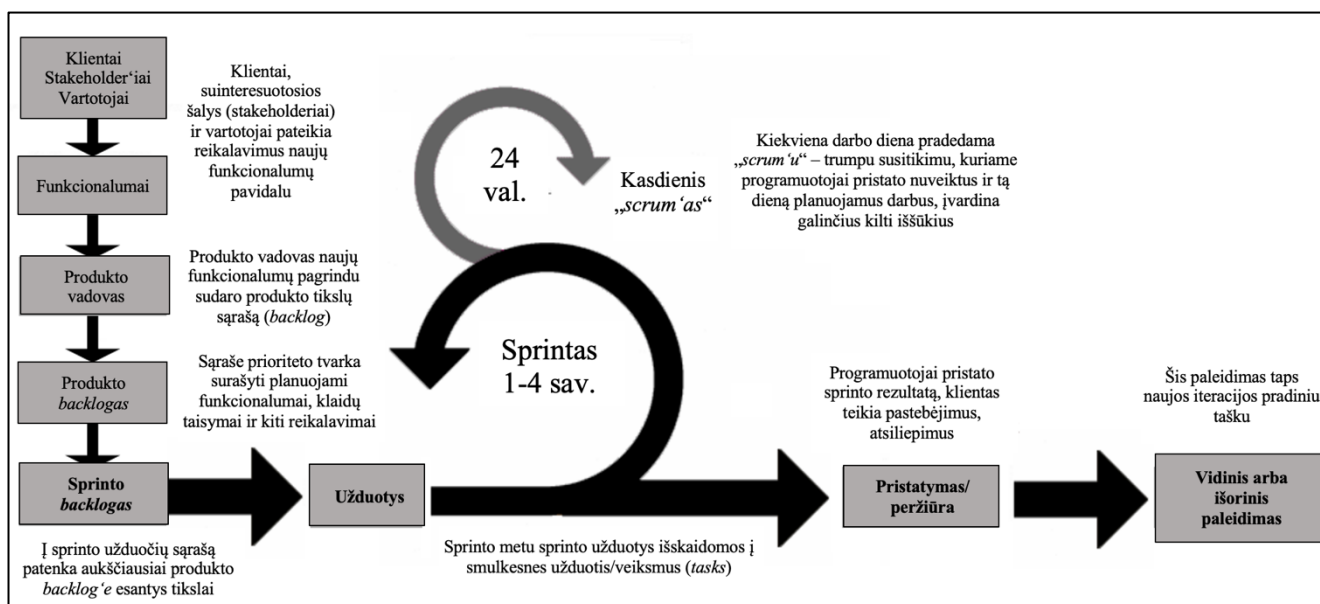 Klientai
Stakeholder‘iai
Vartotojai
Klientai,
suinteresuotosios
šalys (stakeholderiai)
ir vartotojai pateikia
reikalavimus naujų
funkcionalumų
pavidalu
Funkcionalumai
Produkto
vadovas
Produkto vadovas naujų
funkcionalumų pagrindu
sudaro produkto tikslų
sąrašą (backlog)
Produkto
backlogas
Sąraše prioriteto tvarka
surašyti planuojami
funkcionalumai, klaidų
taisymai ir kiti reikalavimai
Sprinto
backlogas
Į sprinto užduočių sąrašą
patenka aukščiausiai produkto
backlog‘e esantys tikslai
Užduotys
24
val.
Kasdienis
„scrum‘as“
Kiekviena darbo diena pradedama
„scrum‘u“ – trumpu susitikimu, kuriame
programuotojai pristato nuveiktus ir tą
dieną planuojamus darbus, įvardina
galinčius kilti iššūkius
Sprintas
1-4 sav.
Sprinto metu sprinto užduotys išskaidomos į
smulkesnes užduotis/veiksmus (tasks)
Programuotojai pristato
sprinto rezultatą, klientas
teikia pastebėjimus,
atsiliepimus
Pristatymas/
peržiūra
Šis paleidimas taps
naujos iteracijos pradiniu
tašku
Vidinis arba
išorinis
paleidimas